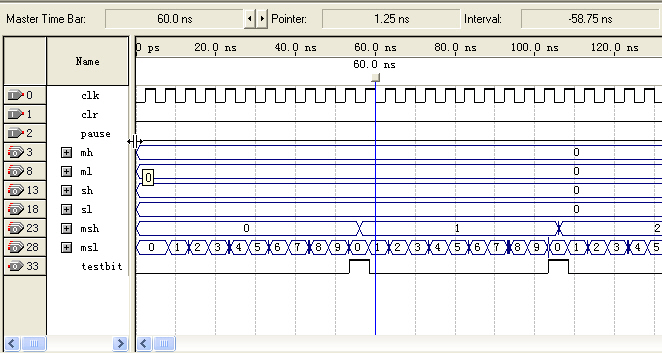 Master Time Bar: 60.0 ns Pointer: 1.25 ns Interval: -58.75 ns
Name
0 ps 20.0 ns 40.0 ns 60.0 ns 80.0 ns 100.0 ns 120.0 ns
60.0 ns
0 clk
1 clr
2 pause
3 mh 0
8 ml 0
0
13 sh 0
18 sl 0
23 msh 0 1 2
28 msl 0 1 2 3 4 5 6 7 8 9 0 1 2 3 4 5 6 7 8 9 0 1 2 3 4 5
33 testbit